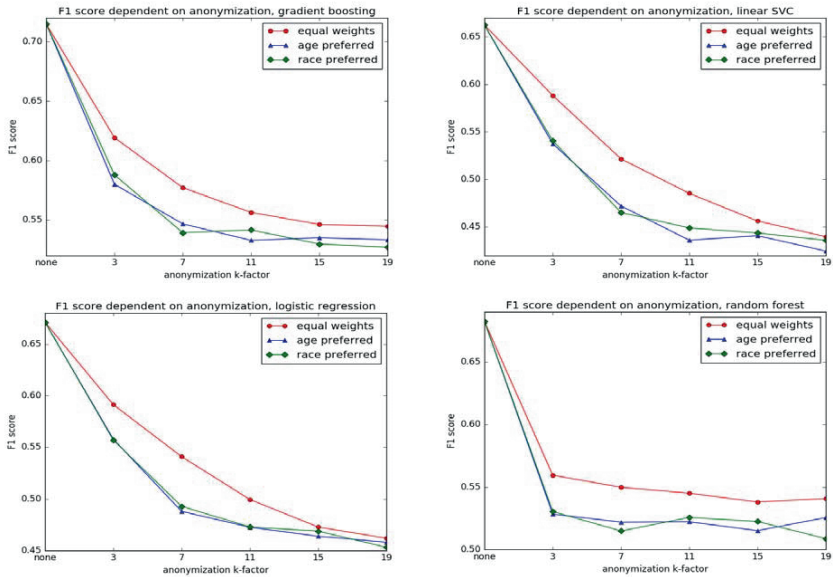 F1 score dependent on anonymization, gradient boosting
0.70
0.65
0.60
0.55
F1 score
equal weights
age preferred
race preferred
none 3 7 11 15 19
anonymization k-factor
F1 score dependent on anonymization, linear SVC
0.65
0.60
0.55
0.50
0.45
F1 score
equal weights
age preferred
race preferred
none 3 7 11 15 19
anonymization k-factor
F1 score dependent on anonymization, logistic regression
0.65
0.60
0.55
0.50
0.45
F1 score
equal weights
age preferred
race preferred
none 3 7 11 15 19
anonymization k-factor
F1 score dependent on anonymization, random forest
0.65
0.60
0.55
0.50
F1 score
equal weights
age preferred
race preferred
none 3 7 11 15 19
anonymization k-factor